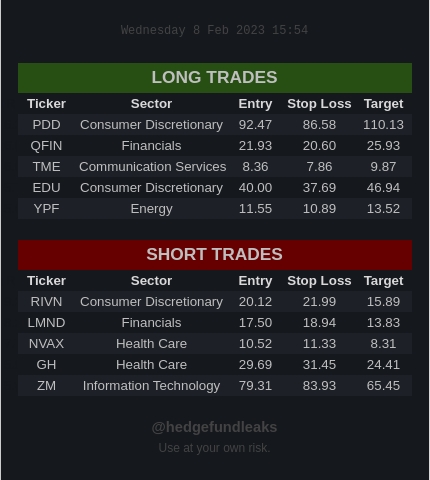 Wednesday 8 Feb 2023 15:54
LONG TRADES
Ticker Sector Entry Stop Loss Target
PDD Consumer Discretionary 92.47 86.58 110.13
QFIN Financials 21.93 20.60 25.93
TME Communication Services 8.36 7.86 9.87
EDU Consumer Discretionary 40.00 37.69 46.94
YPF Energy 11.55 10.89 13.52
SHORT TRADES
Ticker Sector Entry Stop Loss Target
RIVN Consumer Discretionary 20.12 21.99 15.89
LMND Financials 17.50 18.94 13.83
NVAX Health Care 10.52 11.33 8.31
GH Health Care 29.69 31.45 24.41
ZM Information Technology 79.31 83.93 65.45
@hedgefundleaks
Use at your own risk.